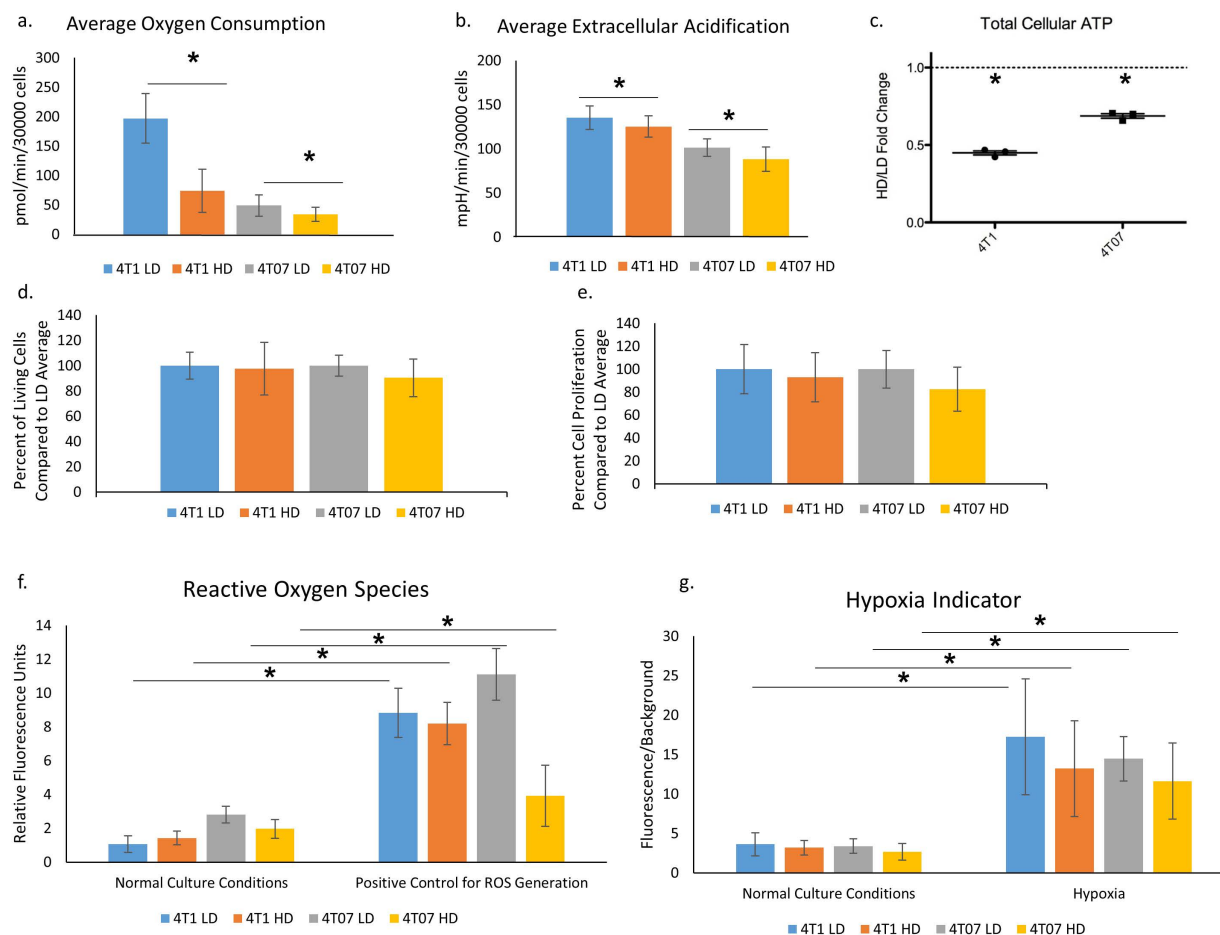 a.
Average Oxygen Consumption
pmol/min/30000 cells
300
250
200
150
100
50
0
*
*
4T1 LD 4T1 HD 4T07 LD 4T07 HD
b.
Average Extracellular Acidification
mpH/min/30000 cells
200
150
100
50
0
*
*
4T1 LD 4T1 HD 4T07 LD 4T07 HD
c.
Total Cellular ATP
HD/LD Fold Change
1.0
0.5
0.0
*
*
4T1
4T07
d.
Percent of Living Cells
Compared to LD Average
140
120
100
80
60
40
20
0
4T1 LD 4T1 HD 4T07 LD 4T07 HD
e.
Percent Cell Proliferation
Compared to LD Average
140
120
100
80
60
40
20
0
4T1 LD 4T1 HD 4T07 LD 4T07 HD
f.
Reactive Oxygen Species
Relative Fluorescence Units
14
12
10
8
6
4
2
0
*
*
*
*
Normal Culture Conditions Positive Control for ROS Generation
4T1 LD 4T1 HD 4T07 LD 4T07 HD
g.
Hypoxia Indicator
Fluorescence/Background
30
25
20
15
10
5
0
*
*
*
*
Normal Culture Conditions Hypoxia
4T1 LD 4T1 HD 4T07 LD 4T07 HD